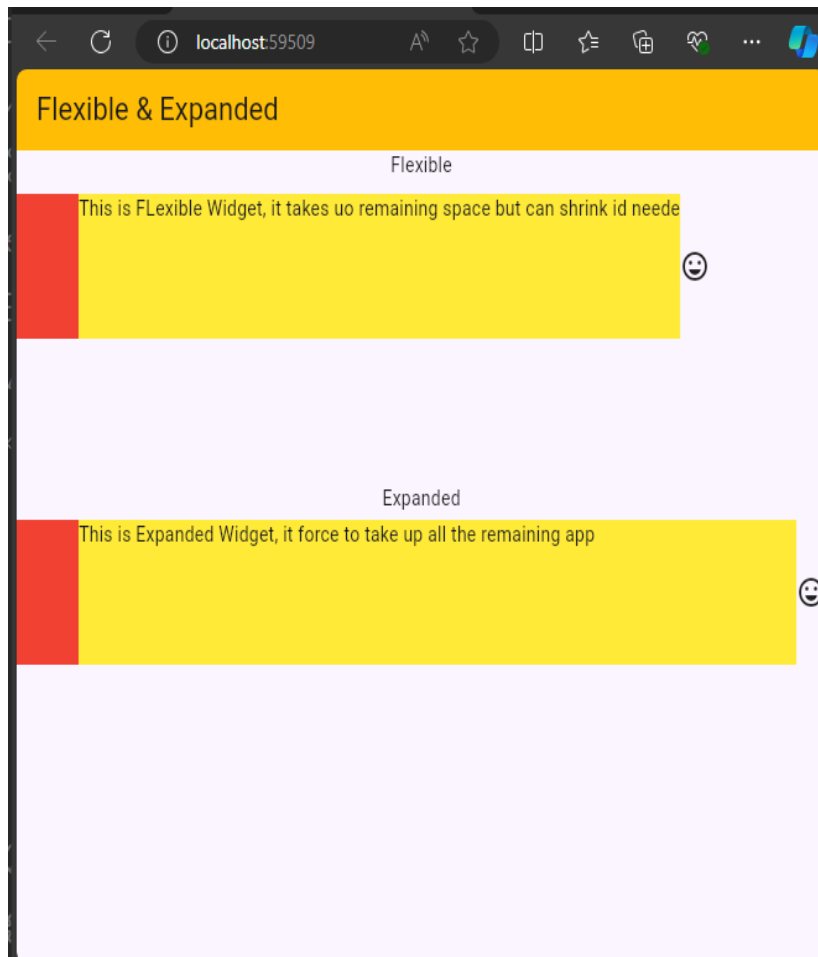 localhost:59509
Flexible & Expanded
Flexible
This is FLexible Widget, it takes uo remaining space but can shrink id neede
Expanded
This is Expanded Widget, it force to take up all the remaining app